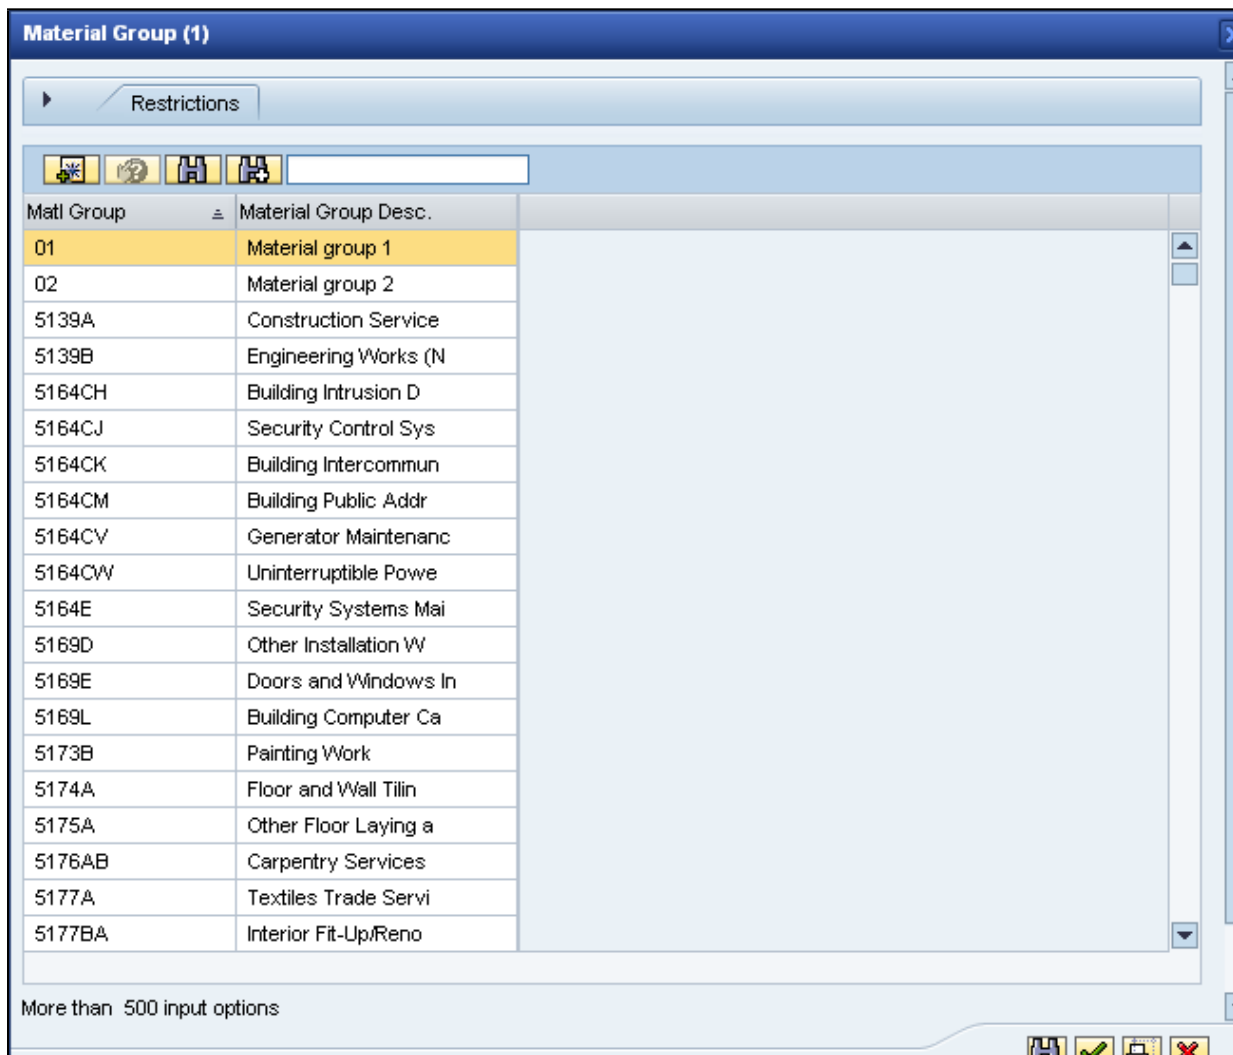 Material Group (1)
Restrictions
Matl Group Material Group Desc.
01 Material group 1
02 Material group 2
5139A Construction Service
5139B Engineering Works (N
5164CH Building Intrusion D
5164CJ Security Control Sys
5164CK Building Intercommun
5164CM Building Public Addr
5164CV Generator Maintenanc
5164CW Uninterruptible Powe
5164E Security Systems Mai
5169D Other Installation W
5169E Doors and Windows In
5169L Building Computer Ca
5173B Painting Work
5174A Floor and Wall Tilin
5175A Other Floor Laying a
5176AB Carpentry Services
5177A Textiles Trade Servi
5177BA Interior Fit-Up/Reno
More than 500 input options